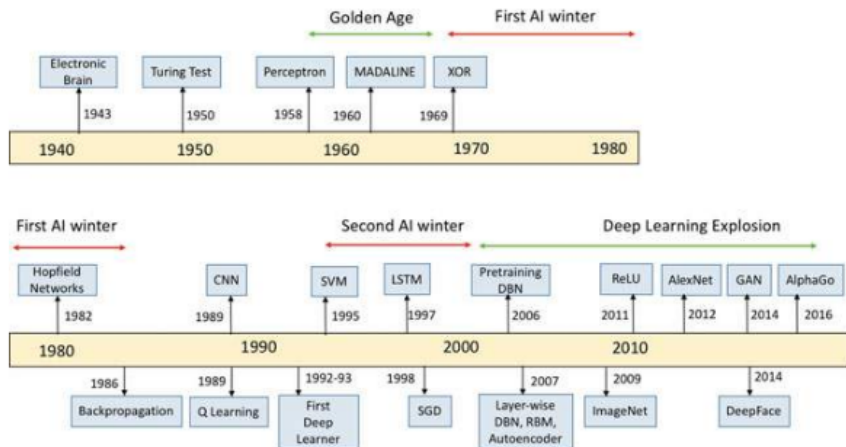 Golden Age
First AI winter
Electronic
Brain
Turing Test
Perceptron
MADALINE
XOR
1943
1950
1958
1960
1969
1940
1950
1960
1970
1980
First AI winter
Second AI winter
Deep Learning Explosion
Hopfield
Networks
CNN
SVM
LSTM
Pretraining
DBN
ReLU
AlexNet
GAN
AlphaGo
1982
1989
1995
1997
2006
2011
2012
2014
2016
1980
1990
2000
2010
1986
1989
1992-93
1998
2007
2009
2014
Backpropagation
Q Learning
First
Deep
Learner
SGD
Layer-wise
DBN, RBM,
Autoencoder
ImageNet
DeepFace